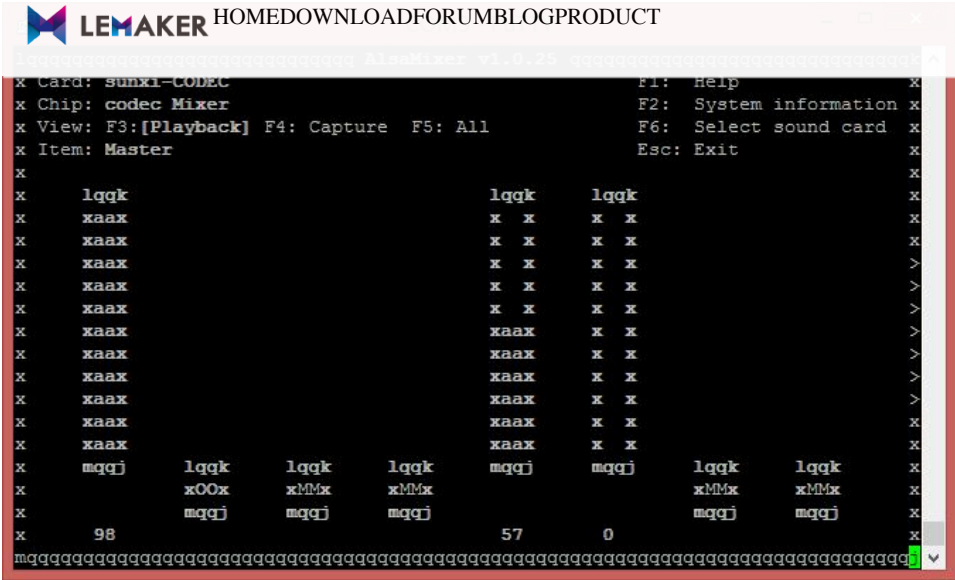 LEMAKER HOMEDOWNLOADFORUMBLOGPRODUCT
lqqqqqqqqqqqqqqqqqqqqqqqqqqqqq AlsaMixer v1.0.25 qqqqqqqqqqqqqqqqqqqqqqqqqqqqqqk
x Card: sunxi-CODEC                                    F1:  Help               x
x Chip: codec Mixer                                    F2:  System information x
x View: F3:[Playback] F4: Capture  F5: All             F6:  Select sound card  x
x Item: Master                                         Esc: Exit               x
x                                                                              x
x     lqqk                                lqqk     lqqk                        x
x     xaax                                x  x     x  x                        x
x     xaax                                x  x     x  x                        x
x     xaax                                x  x     x  x                        >
x     xaax                                x  x     x  x                        >
x     xaax                                x  x     x  x                        >
x     xaax                                xaax     x  x                        >
x     xaax                                xaax     x  x                        >
x     xaax                                xaax     x  x                        >
x     xaax                                xaax     x  x                        >
x     xaax                                xaax     x  x                        x
x     xaax                                xaax     x  x                        x
x     mqqj     lqqk     lqqk     lqqk     mqqj     mqqj     lqqk     lqqk      x
x              xOOx     xMMx     xMMx                       xMMx     xMMx      x
x              mqqj     mqqj     mqqj                       mqqj     mqqj      x
x      98                                  57       0                          x
mqqqqqqqqqqqqqqqqqqqqqqqqqqqqqqqqqqqqqqqqqqqqqqqqqqqqqqqqqqqqqqqqqqqqqqqqqqqqqqj